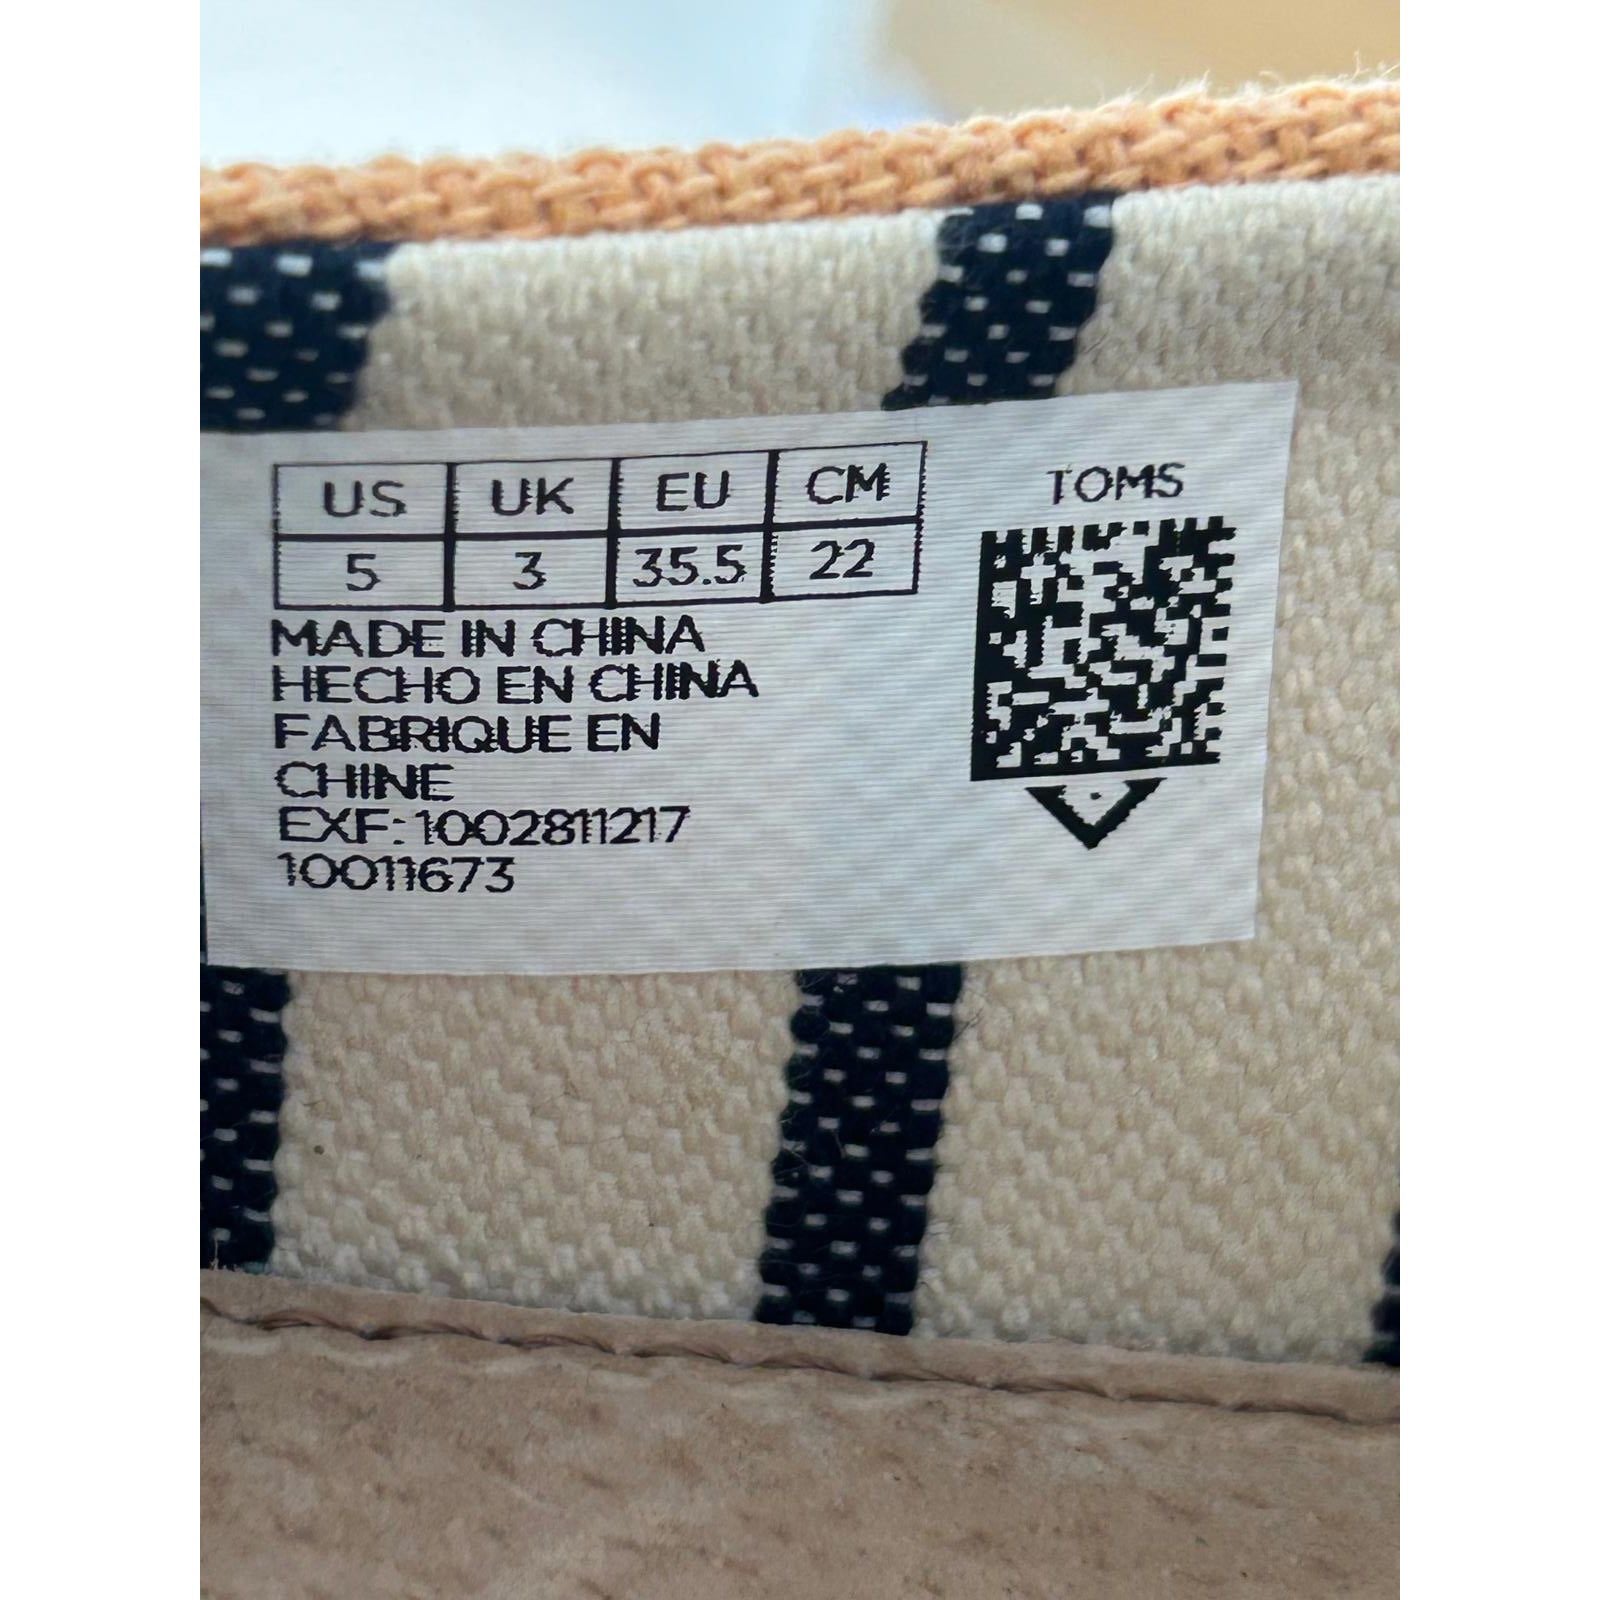 US UK EU CM
5 3 35.5 22
MADE IN CHINA
HECHO EN CHINA
FABRIQUE EN
CHINE
EXF: 1002811217
10011673
TOMS